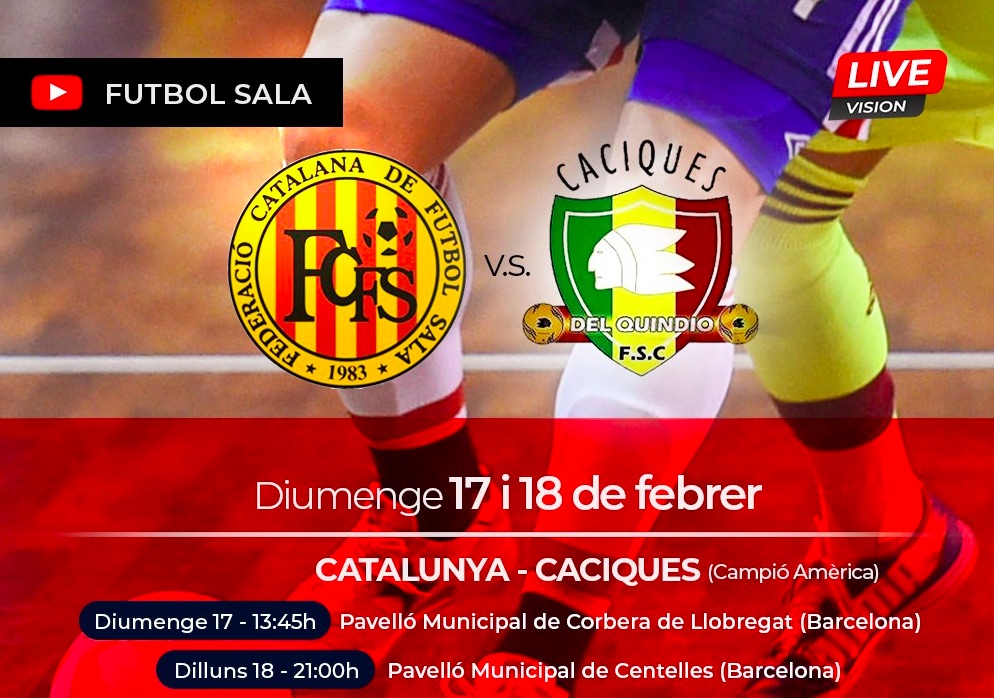 FUTBOL SALA
LIVE
VISION
FEDERACIÓ CATALANA DE FUTBOL SALA
FCFS
★ 1983 ★
V.S.
CACIQUES
DEL QUINDÍO
F.S.C
Diumenge 17 i 18 de febrer
CATALUNYA - CACIQUES (Campió Amèrica)
Diumenge 17 - 13:45h Pavelló Municipal de Corbera de Llobregat (Barcelona)
Dilluns 18 - 21:00h Pavelló Municipal de Centelles (Barcelona)